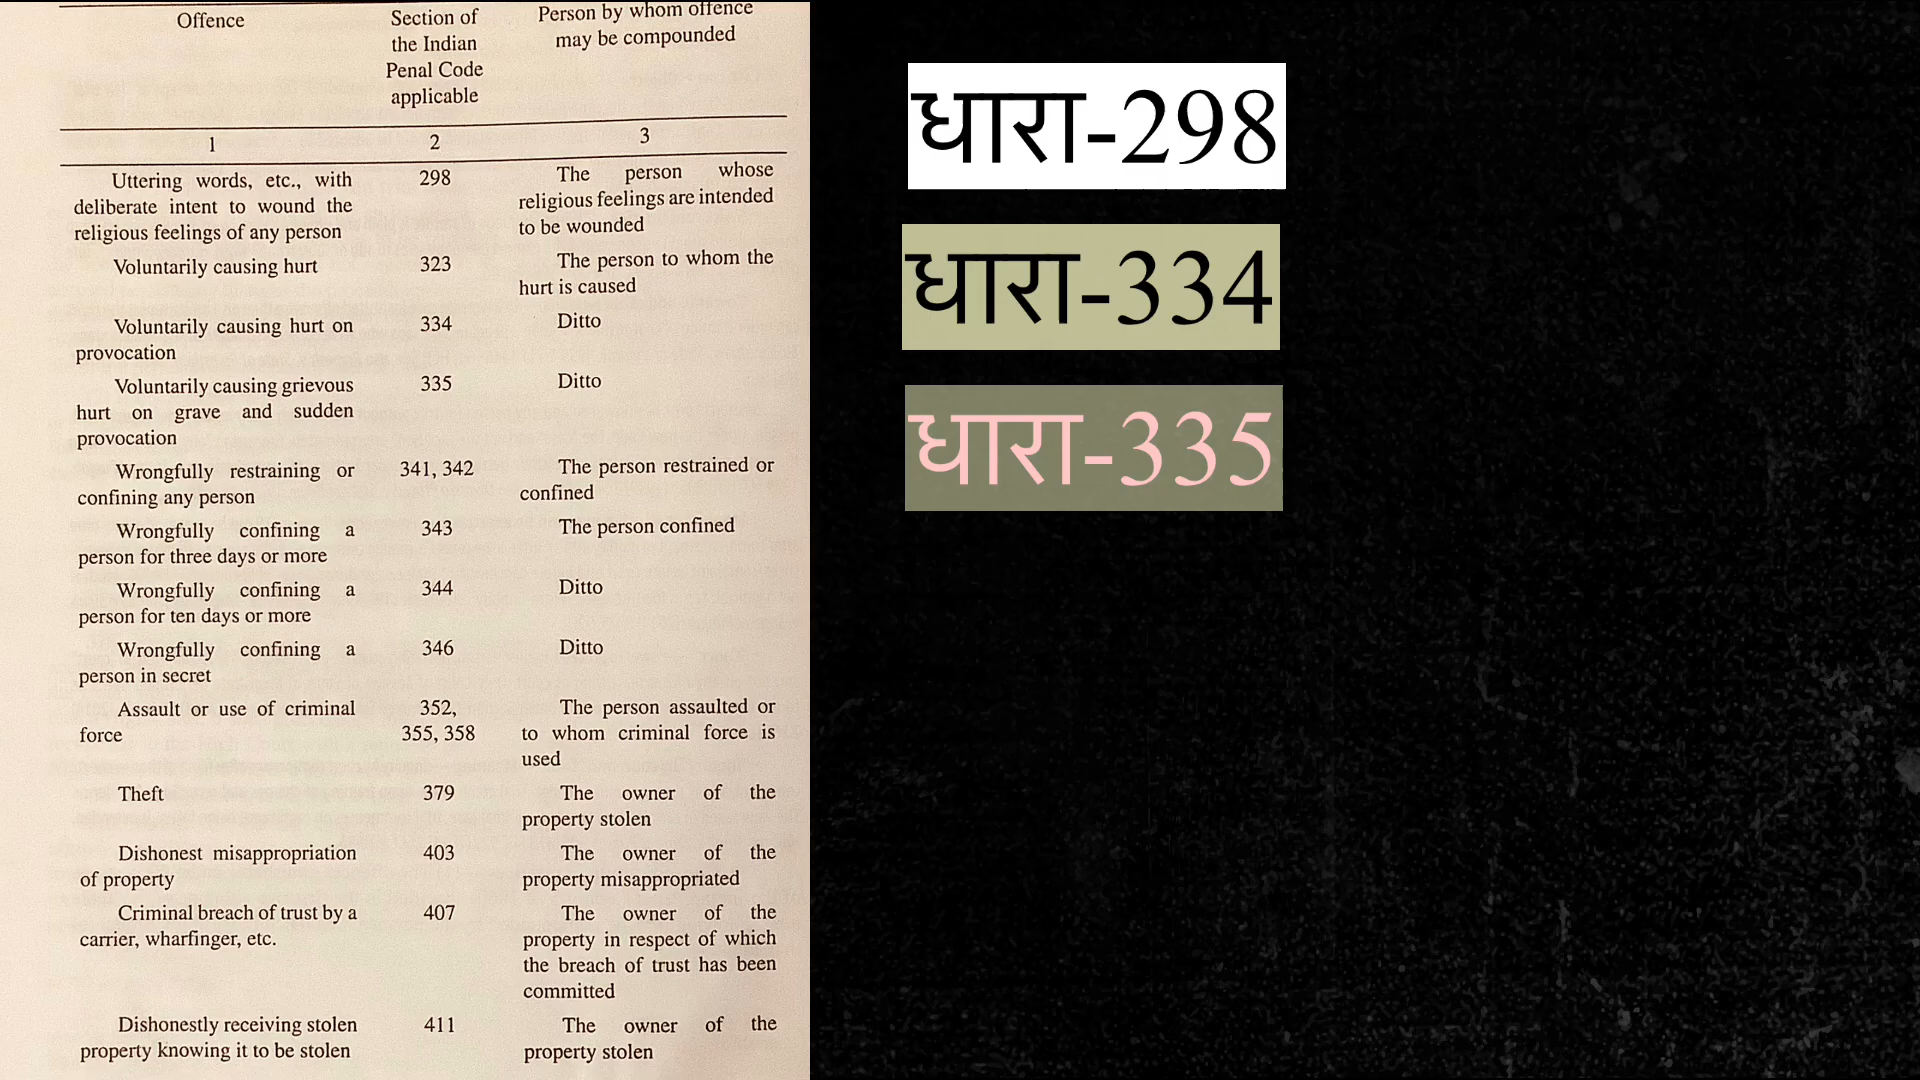 Offence
Section of
the Indian
Penal Code
applicable
Person by whom offence
may be compounded
1
2
3
Uttering words, etc., with
deliberate intent to wound the
religious feelings of any person
298
The person whose
religious feelings are intended
to be wounded
Voluntarily causing hurt
323
The person to whom the
hurt is caused
Voluntarily causing hurt on
provocation
334
Ditto
Voluntarily causing grievous
hurt on grave and sudden
provocation
335
Ditto
Wrongfully restraining or
confining any person
341, 342
The person restrained or
confined
Wrongfully confining a
person for three days or more
343
The person confined
Wrongfully confining a
person for ten days or more
344
Ditto
Wrongfully confining a
person in secret
346
Ditto
Assault or use of criminal
force
352,
355, 358
The person assaulted or
to whom criminal force is
used
Theft
379
The owner of the
property stolen
Dishonest misappropriation
of property
403
The owner of the
property misappropriated
Criminal breach of trust by a
carrier, wharfinger, etc.
407
The owner of the
property in respect of which
the breach of trust has been
committed
Dishonestly receiving stolen
property knowing it to be stolen
411
The owner of the
property stolen
धारा-298
धारा-334
धारा-335